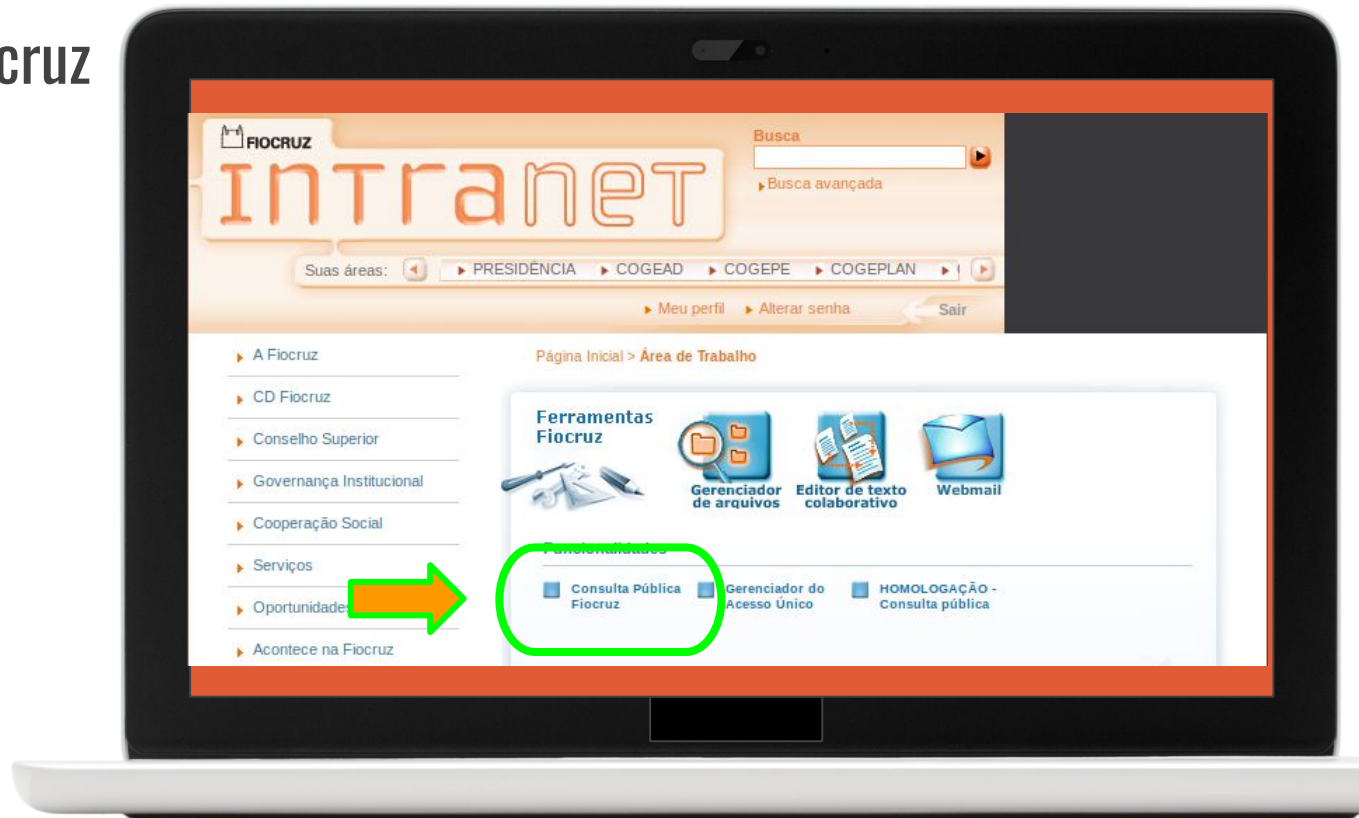 cruz
FIOCRUZ
Intranet
Busca
Busca avançada
Suas áreas:
PRESIDÊNCIA COGEAD COGEPE COGEPLAN
Meu perfil Alterar senha Sair
A Fiocruz
CD Fiocruz
Conselho Superior
Governança Institucional
Cooperação Social
Serviços
Oportunidades
Acontece na Fiocruz
Página Inicial > Área de Trabalho
Ferramentas
Fiocruz
Gerenciador
de arquivos
Editor de texto
colaborativo
Webmail
Funcionalidades
Consulta Pública
Fiocruz
Gerenciador do
Acesso Único
HOMOLOGAÇÃO -
Consulta pública